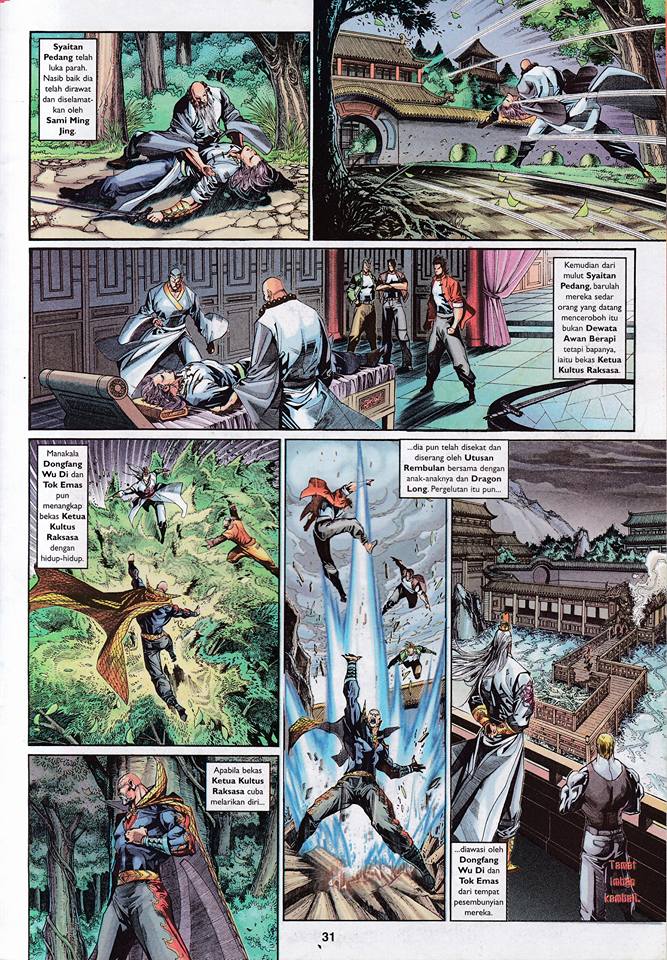 Syaitan
Pedang telah
luka parah.
Nasib baik dia
telah dirawat
dan diselamat-
kan oleh
Sami Ming
Jing.
Kemudian dari
mulut Syaitan
Pedang, barulah
mereka sedar
orang yang datang
menceroboh itu
bukan Dewata
Awan Berapi
tetapi bapanya,
iaitu bekas Ketua
Kultus Raksasa.
Manakala
Dongfang
Wu Di dan
Tok Emas
pun
menangkap
bekas Ketua
Kultus
Raksasa
dengan
hidup-hidup.
Apabila bekas
Ketua Kultus
Raksasa cuba
melarikan diri...
...dia pun telah disekat dan
diserang oleh Utusan
Rembulan bersama dengan
anak-anaknya dan Dragon
Long. Pergelutan itu pun...
...diawasi oleh
Dongfang
Wu Di dan
Tok Emas
dari tempat
pesembunyian
mereka.
Tamat
imbas
kembali.
31